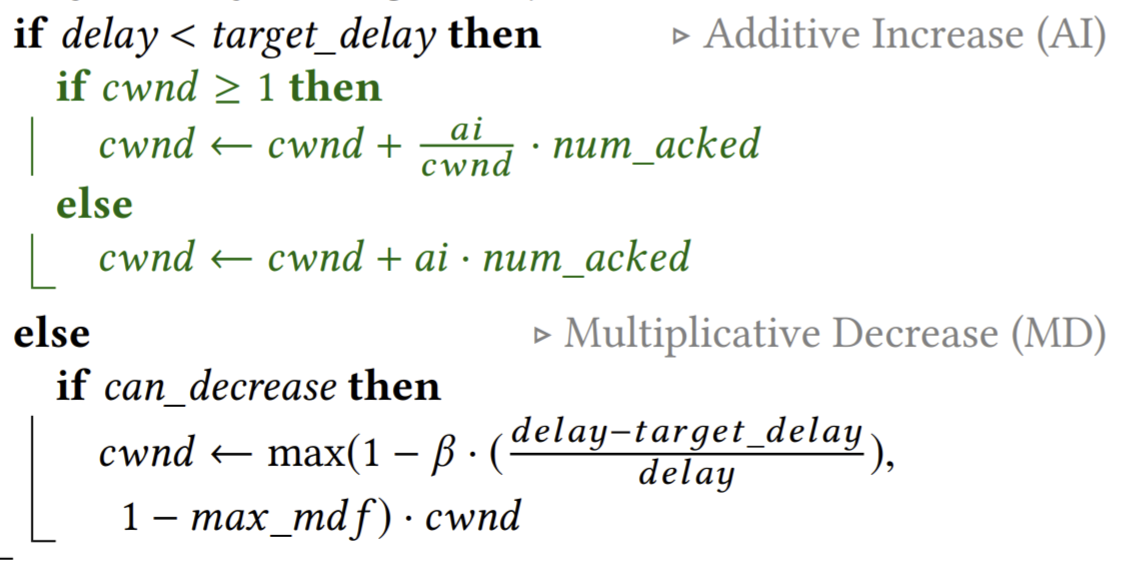 if delay < target_delay then ▹ Additive Increase (AI)
if cwnd ≥ 1 then
cwnd ← cwnd + ai/cwnd · num_acked
else
cwnd ← cwnd + ai · num_acked
else ▹ Multiplicative Decrease (MD)
if can_decrease then
cwnd ← max(1 − β · (delay−target_delay/delay),
1 − max_mdf) · cwnd